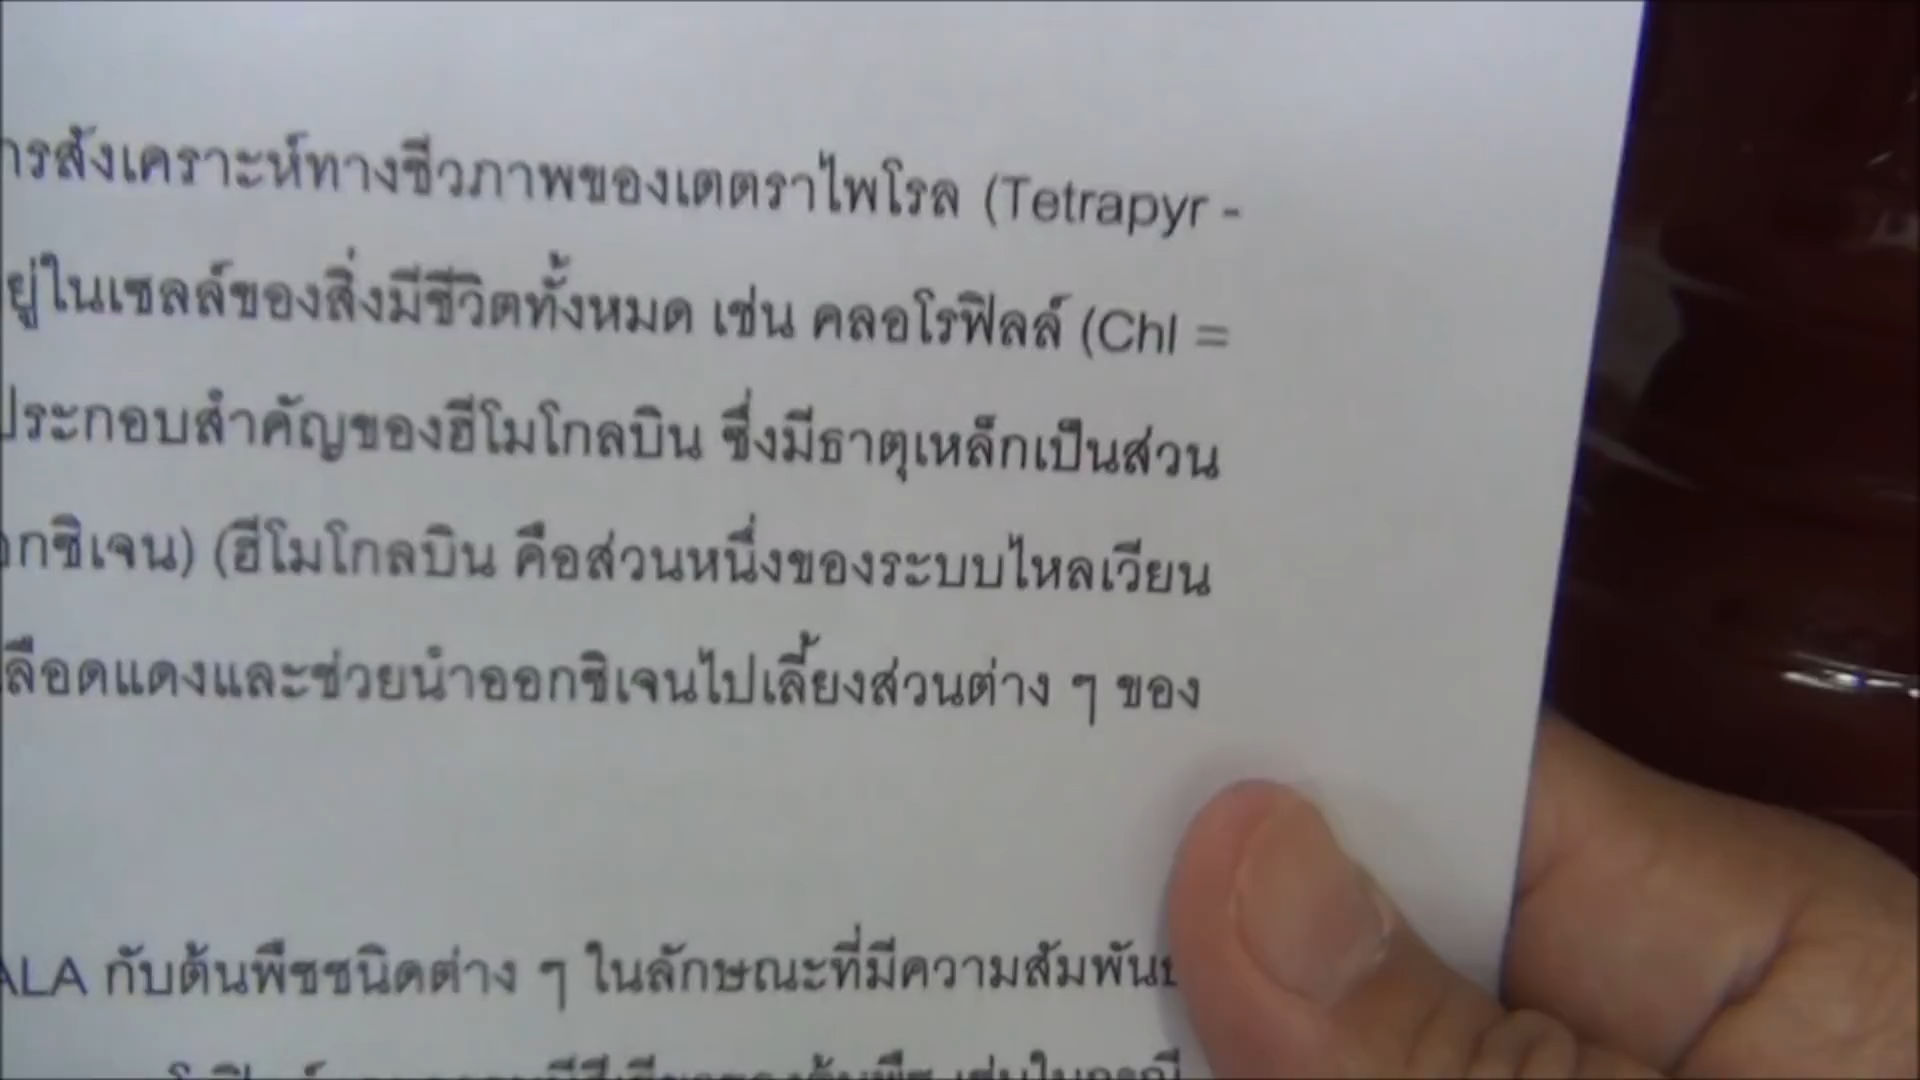 ารสังเคราะห์ทางชีวภาพของเตตราไพโรล (Tetrapyr -
ยู่ในเซลล์ของสิ่งมีชีวิตทั้งหมด เช่น คลอโรฟิลล์ (Chl =
ประกอบสำคัญของฮีโมโกลบิน ซึ่งมีธาตุเหล็กเป็นส่วน
อกซิเจน) (ฮีโมโกลบิน คือส่วนหนึ่งของระบบไหลเวียน
ลือดแดงและช่วยนำออกซิเจนไปเลี้ยงส่วนต่าง ๆ ของ
ALA กับต้นพืชชนิดต่าง ๆ ในลักษณะที่มีความสัมพันธ